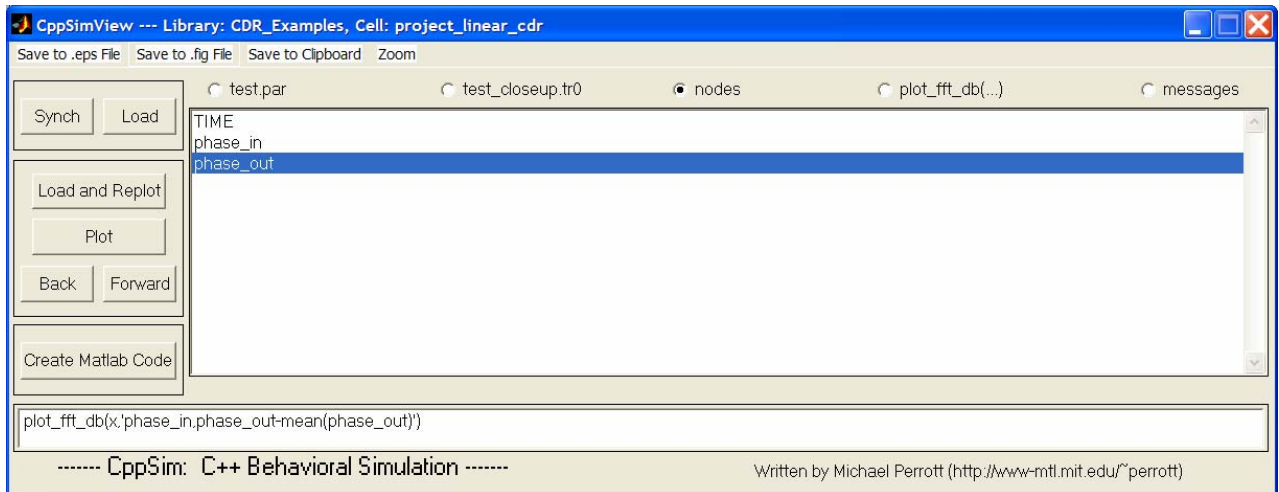 CppSimView --- Library: CDR_Examples, Cell: project_linear_cdr
Save to .eps File Save to .fig File Save to Clipboard Zoom
test.par test_closeup.tr0 nodes plot_fft_db(...) messages
Synch Load
TIME
phase_in
phase_out
Load and Replot
Plot
Back Forward
Create Matlab Code
plot_fft_db(x,'phase_in,phase_out-mean(phase_out)')
------- CppSim: C++ Behavioral Simulation -------
Written by Michael Perrott (http://www-mtl.mit.edu/~perrott)